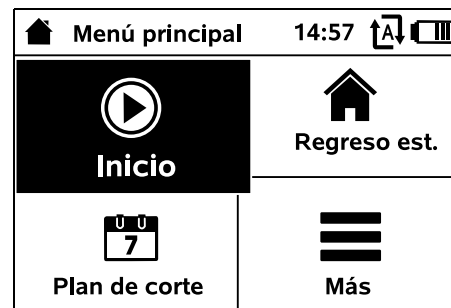 Menú principal 14:57 A
Inicio
Regreso est.
7
Plan de corte
Más